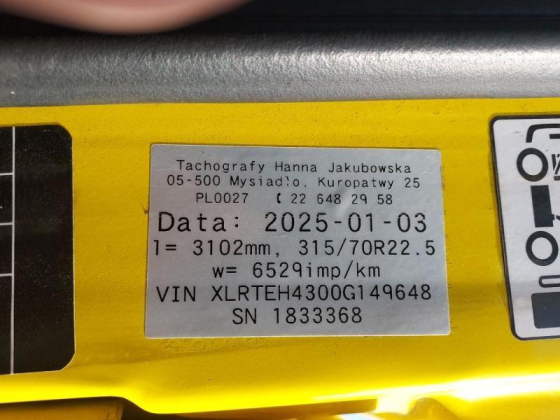 Tachografy Hanna Jakubowska
05-500 Mysiadło, Kuropatwy 25
PL0027 ☎ 22 648 29 58
Data: 2025-01-03
l= 3102mm, 315/70R22.5
w= 6529imp/km
VIN XLRTEH4300G149648
SN 1833368